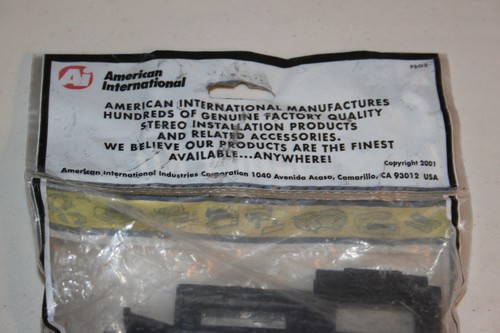 American
International
AMERICAN INTERNATIONAL MANUFACTURES
HUNDREDS OF GENUINE FACTORY QUALITY
STEREO INSTALLATION PRODUCTS
AND RELATED ACCESSORIES.
WE BELIEVE OUR PRODUCTS ARE THE FINEST
AVAILABLE...ANYWHERE!
Copyright 2001
American International Industries Corporation 1040 Avenida Acaso, Camarillo, CA 93012 USA